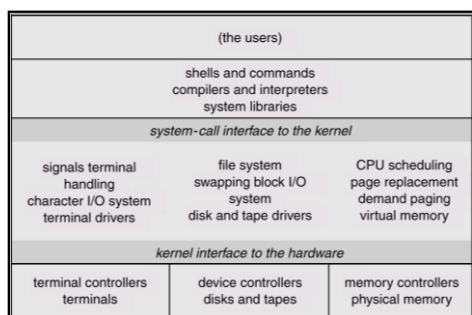 (the users)
shells and commands
compilers and interpreters
system libraries
system-call interface to the kernel
signals terminal
handling
character I/O system
terminal drivers
file system
swapping block I/O
system
disk and tape drivers
CPU scheduling
page replacement
demand paging
virtual memory
kernel interface to the hardware
terminal controllers
terminals
device controllers
disks and tapes
memory controllers
physical memory